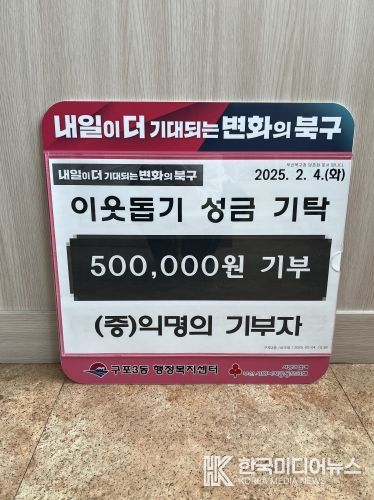 내일이 더 기대되는 변화의 북구
내일이 더 기대되는 변화의 북구
2025. 2. 4.(화)
이웃돕기 성금 기탁
500,000원 기부
(중)익명의 기부자
구포3동 행정복지센터
한국미디어뉴스
KOREA MEDIA NEWS